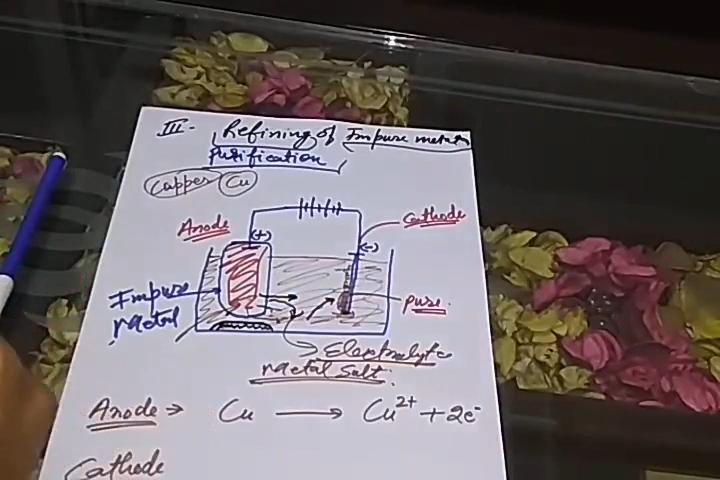 III- Refining of Impure metals
Purification
Copper Cu
Anode
Cathode
(+)
(-)
Impure
metal
pure.
Electrolyte
metal salt.
Anode → Cu → Cu²⁺ + 2e⁻
Cathode